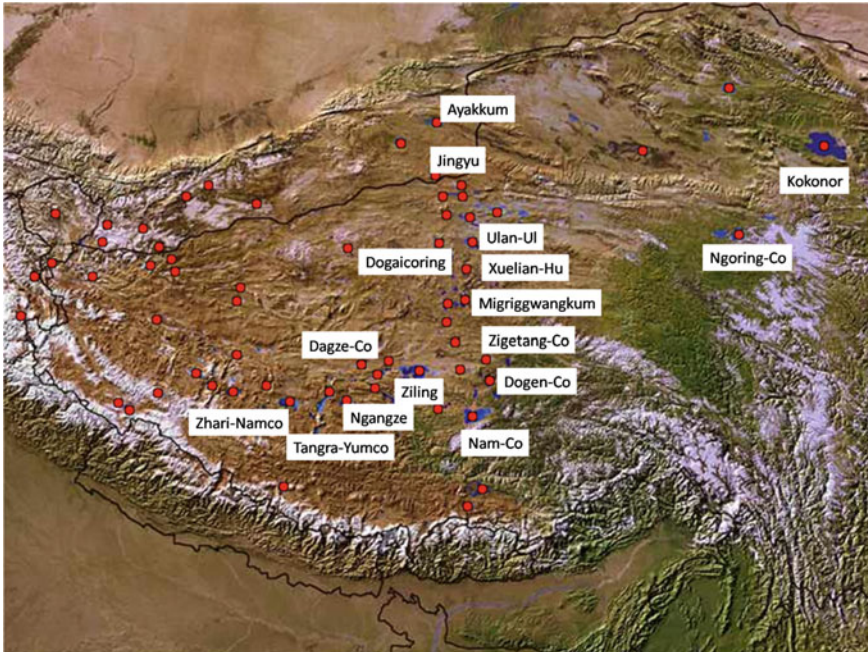 Ayakkum
Jingyu
Kokonor
Ulan-Ul
Ngoring-Co
Dogaicoring
Xuelian-Hu
Migriggwangkum
Zigetang-Co
Dagze-Co
Ziling
Dogen-Co
Zhari-Namco
Ngangze
Tangra-Yumco
Nam-Co